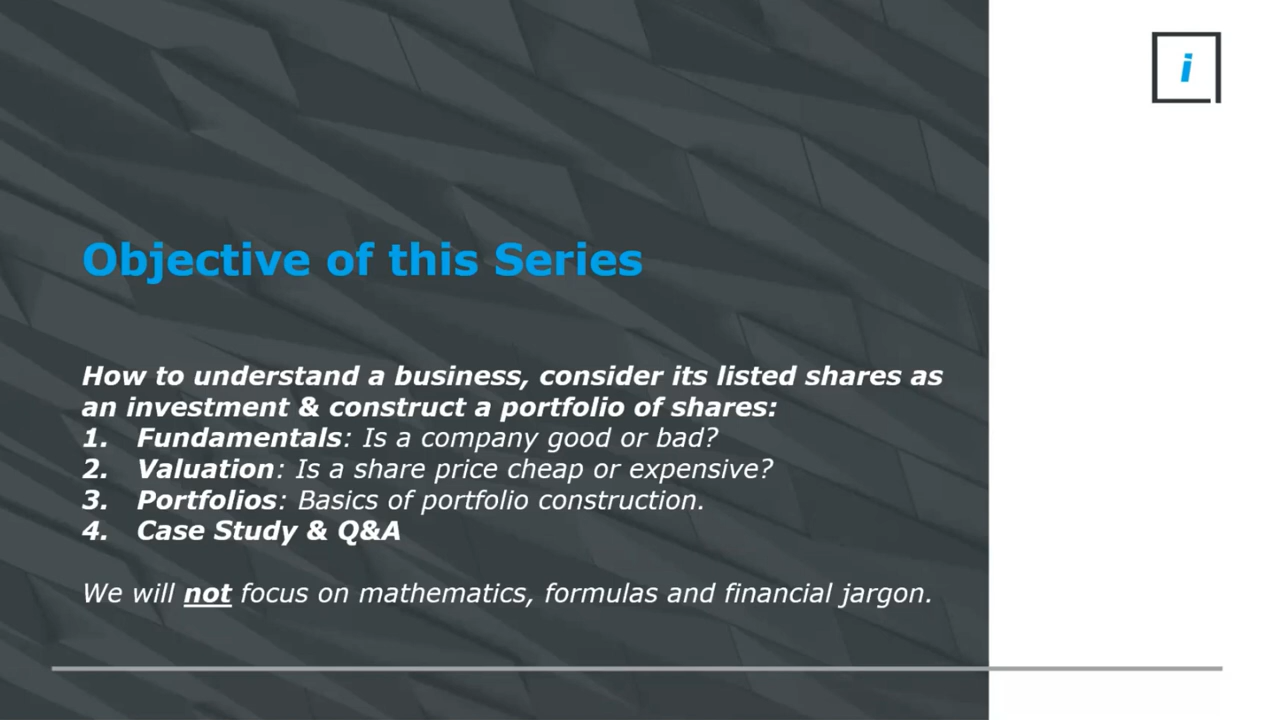 i
Objective of this Series
How to understand a business, consider its listed shares as
an investment & construct a portfolio of shares:
1. Fundamentals: Is a company good or bad?
2. Valuation: Is a share price cheap or expensive?
3. Portfolios: Basics of portfolio construction.
4. Case Study & Q&A
We will not focus on mathematics, formulas and financial jargon.